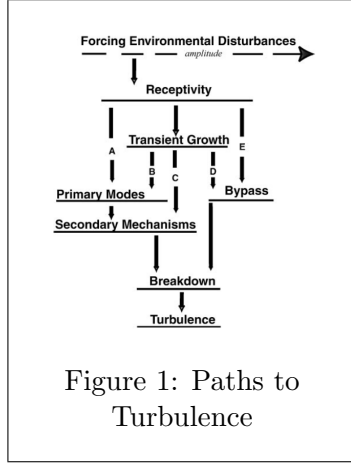 Forcing Environmental Disturbances
amplitude
Receptivity
Transient Growth
A
B
C
D
E
Primary Modes
Bypass
Secondary Mechanisms
Breakdown
Turbulence
Figure 1: Paths to
Turbulence